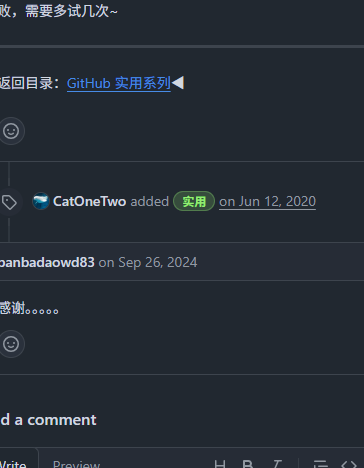 败，需要多试几次~
返回目录：GitHub 实用系列◀
CatOneTwo added 实用 on Jun 12, 2020
banbadaowd83 on Sep 26, 2024
感谢。。。。。
d a comment
Write Preview H B I